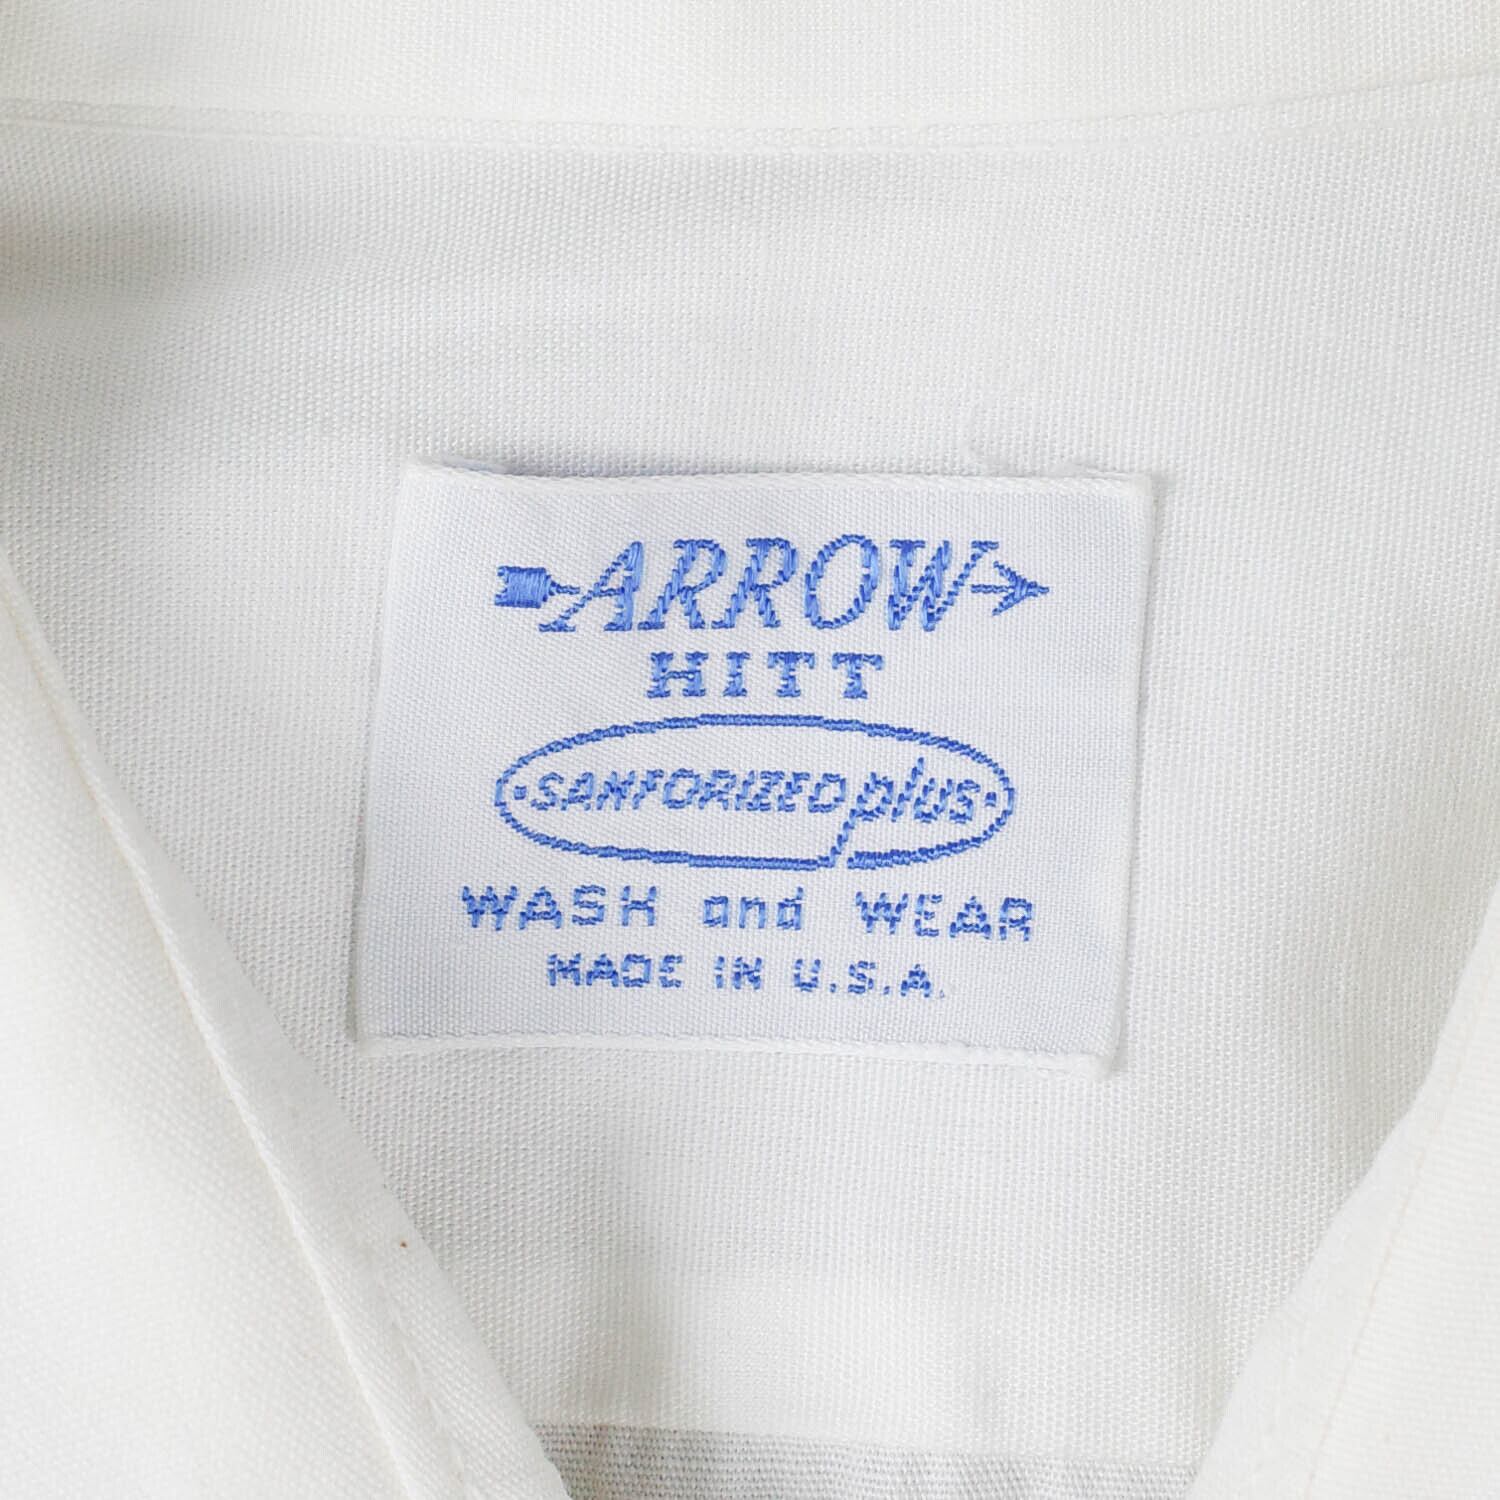 ARROW
HITT
SANFORIZED plus
WASH and WEAR
MADE IN U.S.A.